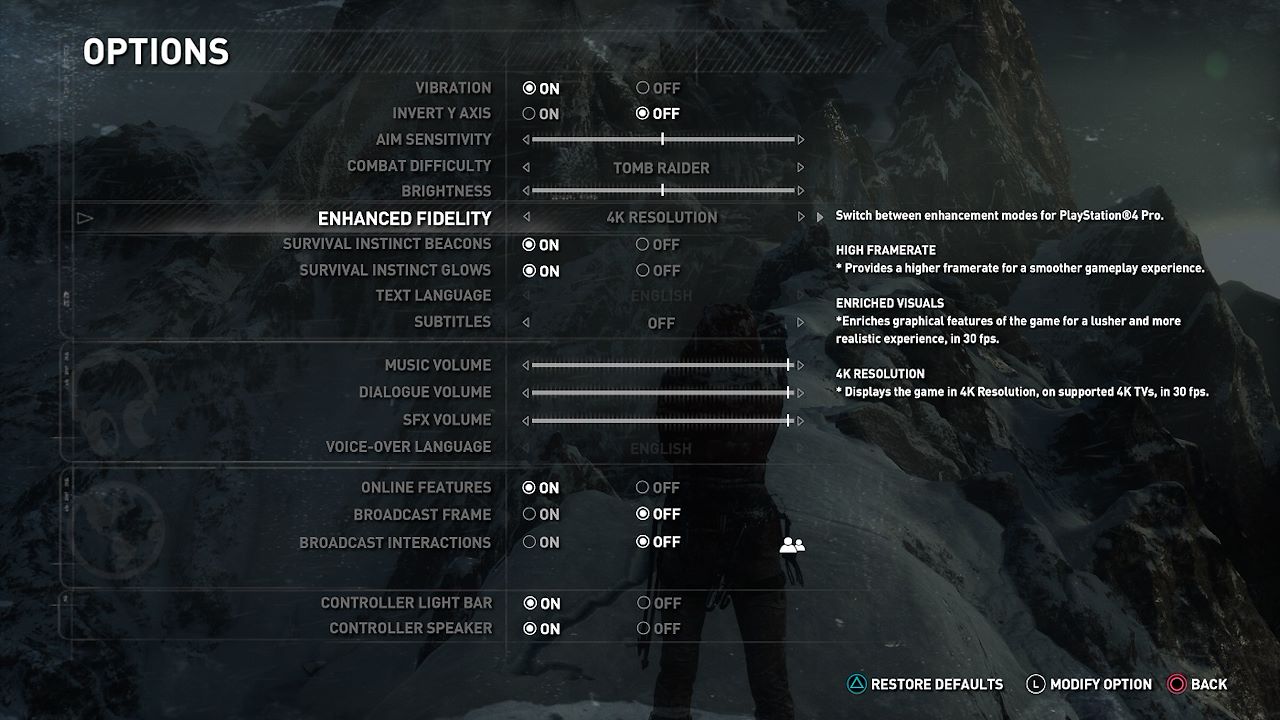 OPTIONS
VIBRATION ON OFF
INVERT Y AXIS ON OFF
AIM SENSITIVITY
COMBAT DIFFICULTY TOMB RAIDER
BRIGHTNESS
ENHANCED FIDELITY 4K RESOLUTION
SURVIVAL INSTINCT BEACONS ON OFF
SURVIVAL INSTINCT GLOWS ON OFF
TEXT LANGUAGE ENGLISH
SUBTITLES OFF
MUSIC VOLUME
DIALOGUE VOLUME
SFX VOLUME
VOICE-OVER LANGUAGE ENGLISH
ONLINE FEATURES ON OFF
BROADCAST FRAME ON OFF
BROADCAST INTERACTIONS ON OFF
CONTROLLER LIGHT BAR ON OFF
CONTROLLER SPEAKER ON OFF
Switch between enhancement modes for PlayStation®4 Pro.
HIGH FRAMERATE
* Provides a higher framerate for a smoother gameplay experience.
ENRICHED VISUALS
*Enriches graphical features of the game for a lusher and more
realistic experience, in 30 fps.
4K RESOLUTION
* Displays the game in 4K Resolution, on supported 4K TVs, in 30 fps.
RESTORE DEFAULTS L MODIFY OPTION BACK